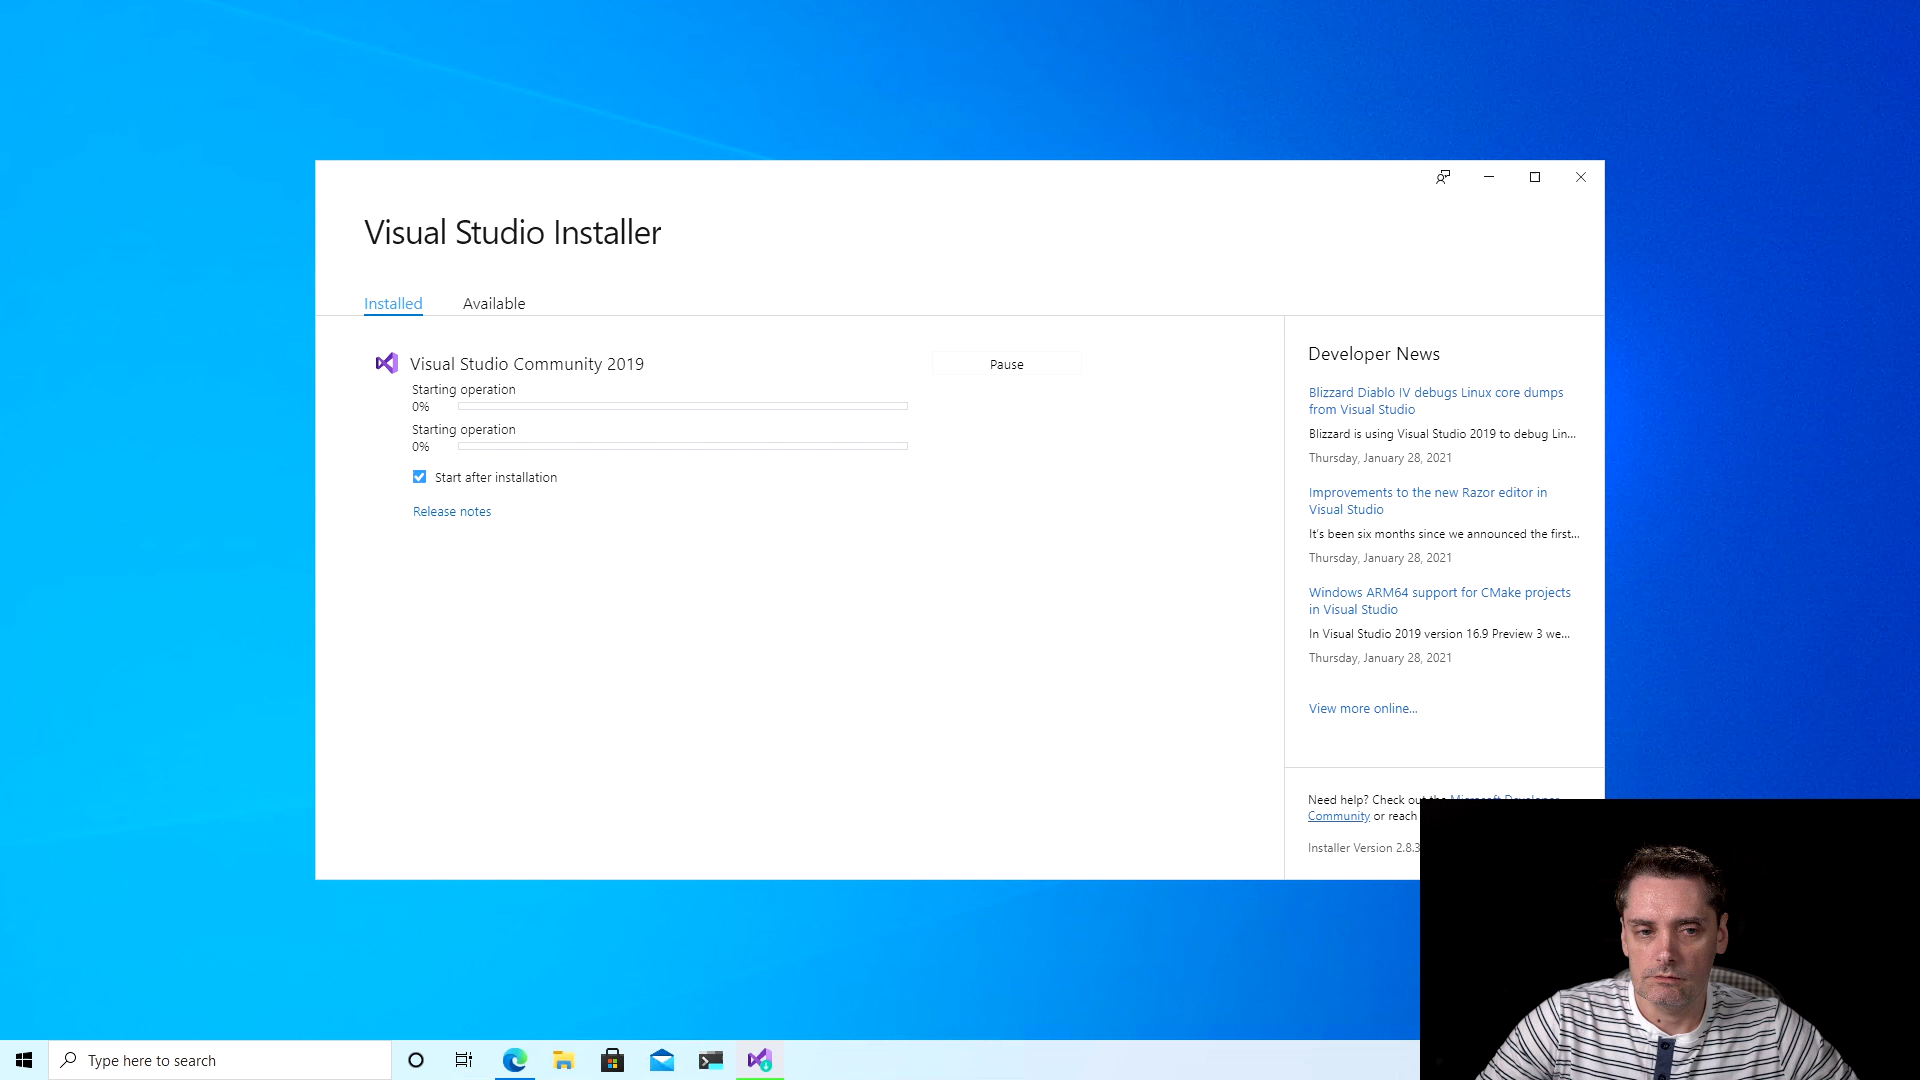 Visual Studio Installer
Installed
Available
Visual Studio Community 2019
Pause
Starting operation
0%
Starting operation
0%
Start after installation
Release notes
Developer News
Blizzard Diablo IV debugs Linux core dumps
from Visual Studio
Blizzard is using Visual Studio 2019 to debug Lin...
Thursday, January 28, 2021
Improvements to the new Razor editor in
Visual Studio
It's been six months since we announced the first...
Thursday, January 28, 2021
Windows ARM64 support for CMake projects
in Visual Studio
In Visual Studio 2019 version 16.9 Preview 3 we...
Thursday, January 28, 2021
View more online...
Need help? Check out the Microsoft Developer
Community or reach
Installer Version 2.8.3
Type here to search